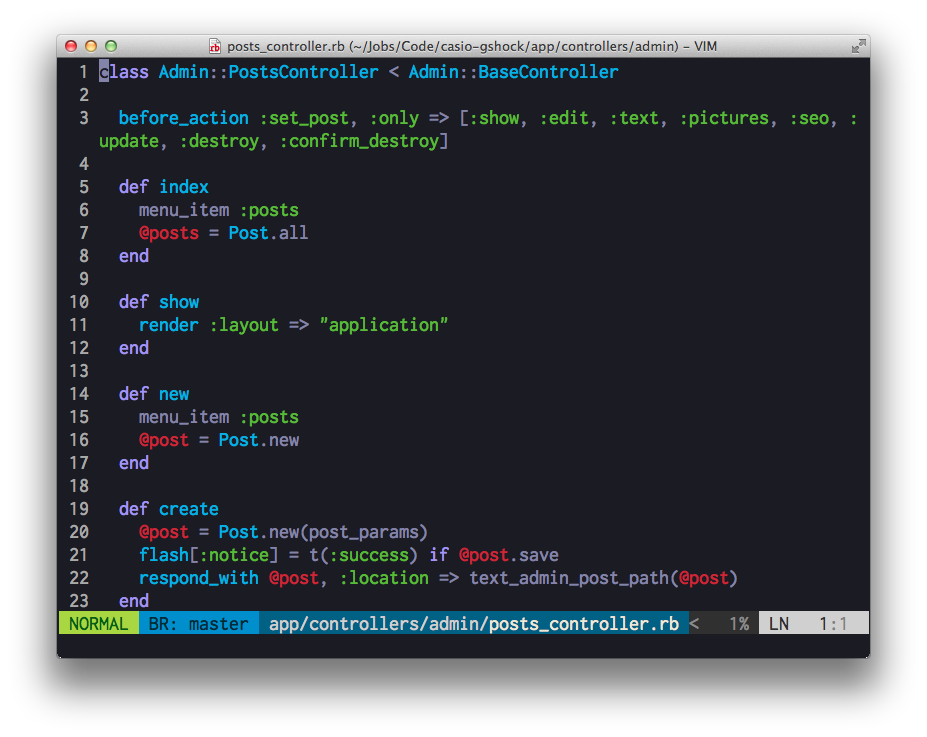 posts_controller.rb (~/Jobs/Code/casio-gshock/app/controllers/admin) – VIM
1 class Admin::PostsController < Admin::BaseController
2
3   before_action :set_post, :only => [:show, :edit, :text, :pictures, :seo, :
update, :destroy, :confirm_destroy]
4
5   def index
6     menu_item :posts
7     @posts = Post.all
8   end
9
10   def show
11     render :layout => "application"
12   end
13
14   def new
15     menu_item :posts
16     @post = Post.new
17   end
18
19   def create
20     @post = Post.new(post_params)
21     flash[:notice] = t(:success) if @post.save
22     respond_with @post, :location => text_admin_post_path(@post)
23   end
NORMAL BR: master app/controllers/admin/posts_controller.rb < 1% LN 1:1